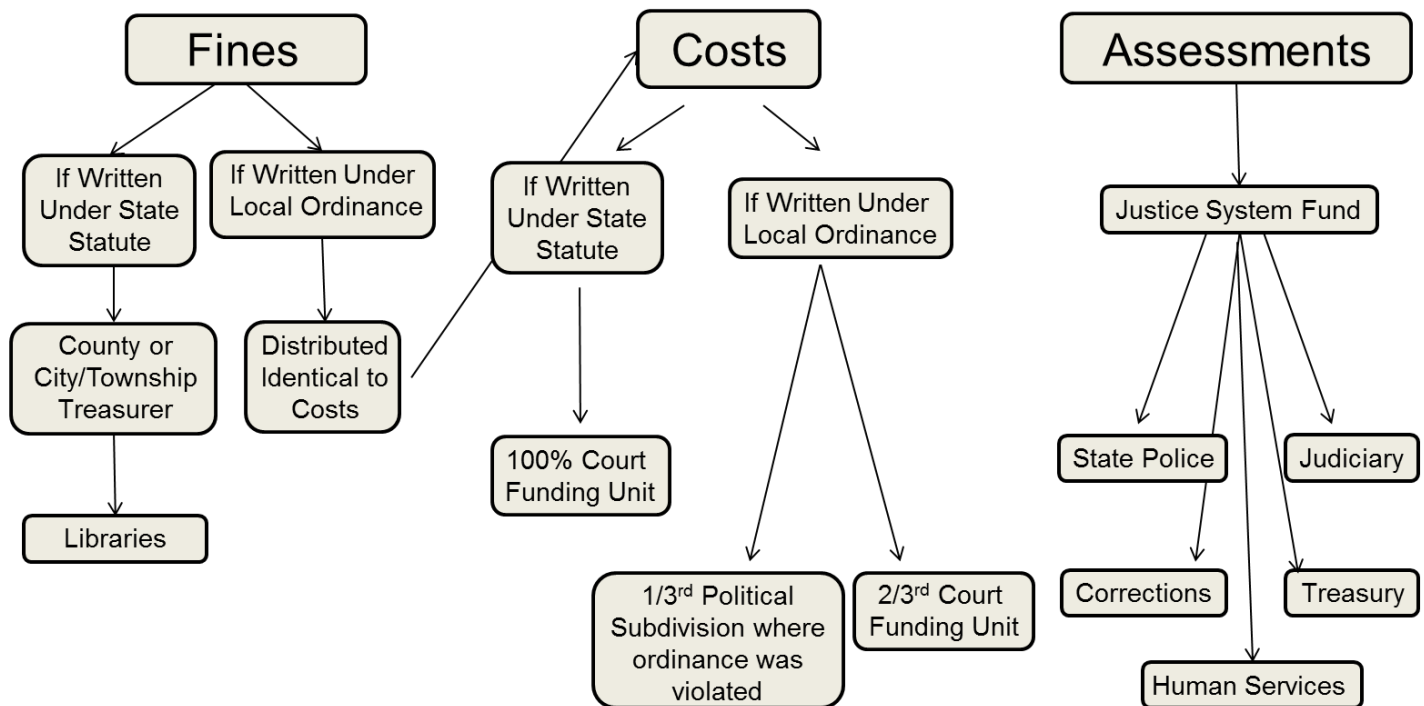 Fines
If Written
Under State
Statute
If Written Under
Local Ordinance
County or
City/Township
Treasurer
Distributed
Identical to
Costs
Libraries
Costs
If Written
Under State
Statute
If Written Under
Local Ordinance
100% Court
Funding Unit
1/3rd Political
Subdivision where
ordinance was
violated
2/3rd Court
Funding Unit
Assessments
Justice System Fund
State Police
Judiciary
Corrections
Treasury
Human Services